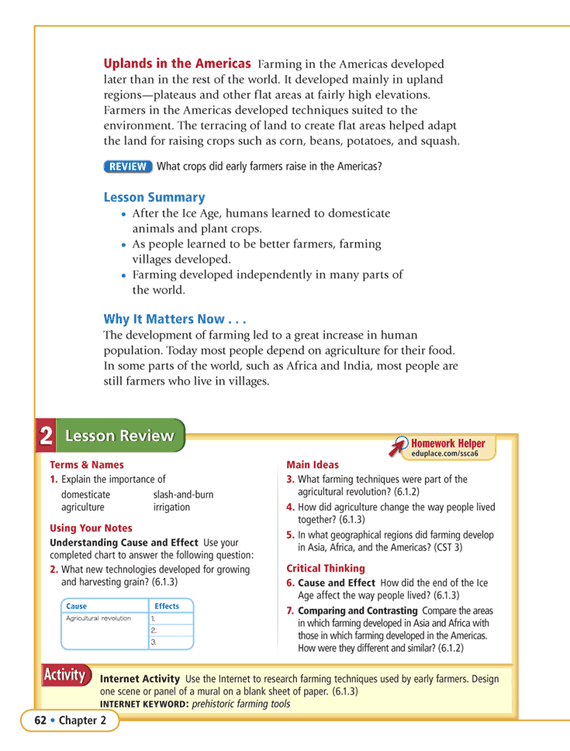 Uplands in the Americas Farming in the Americas developed
later than in the rest of the world. It developed mainly in upland
regions—plateaus and other flat areas at fairly high elevations.
Farmers in the Americas developed techniques suited to the
environment. The terracing of land to create flat areas helped adapt
the land for raising crops such as corn, beans, potatoes, and squash.
REVIEW What crops did early farmers raise in the Americas?
Lesson Summary
• After the Ice Age, humans learned to domesticate
animals and plant crops.
• As people learned to be better farmers, farming
villages developed.
• Farming developed independently in many parts of
the world.
Why It Matters Now . . .
The development of farming led to a great increase in human
population. Today most people depend on agriculture for their food.
In some parts of the world, such as Africa and India, most people are
still farmers who live in villages.
2 Lesson Review
Homework Helper
eduplace.com/ssca6
Terms & Names
1. Explain the importance of
domesticate slash-and-burn
agriculture irrigation
Using Your Notes
Understanding Cause and Effect Use your
completed chart to answer the following question:
2. What new technologies developed for growing
and harvesting grain? (6.1.3)
Cause Effects
Agricultural revolution 1.
2.
3.
Main Ideas
3. What farming techniques were part of the
agricultural revolution? (6.1.2)
4. How did agriculture change the way people lived
together? (6.1.3)
5. In what geographical regions did farming develop
in Asia, Africa, and the Americas? (CST 3)
Critical Thinking
6. Cause and Effect How did the end of the Ice
Age affect the way people lived? (6.1.3)
7. Comparing and Contrasting Compare the areas
in which farming developed in Asia and Africa with
those in which farming developed in the Americas.
How were they different and similar? (6.1.2)
Activity
Internet Activity Use the Internet to research farming techniques used by early farmers. Design
one scene or panel of a mural on a blank sheet of paper. (6.1.3)
INTERNET KEYWORD: prehistoric farming tools
62 • Chapter 2